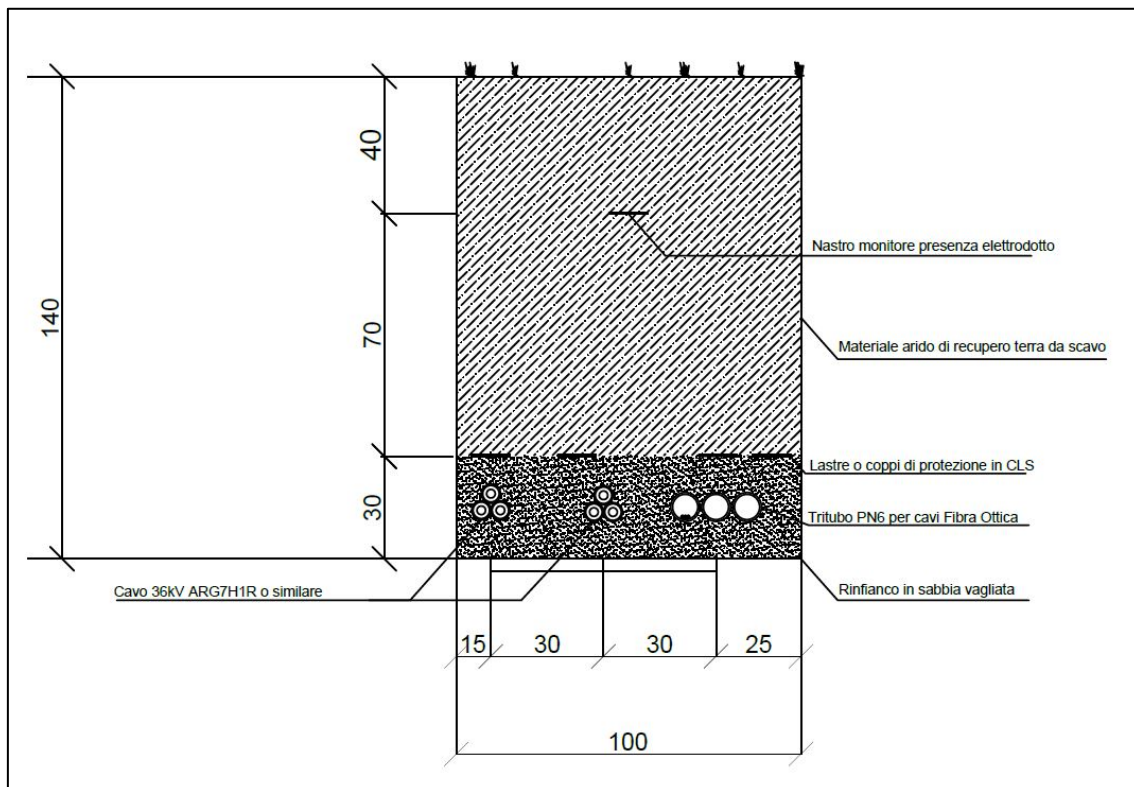 40
Nastro monitore presenza elettrodotto
140
70
Materiale arido di recupero terra da scavo
Lastre o coppi di protezione in CLS
30
Tritubo PN6 per cavi Fibra Ottica
Cavo 36kV ARG7H1R o similare
Rinfianco in sabbia vagliata
15 30 30 25
100